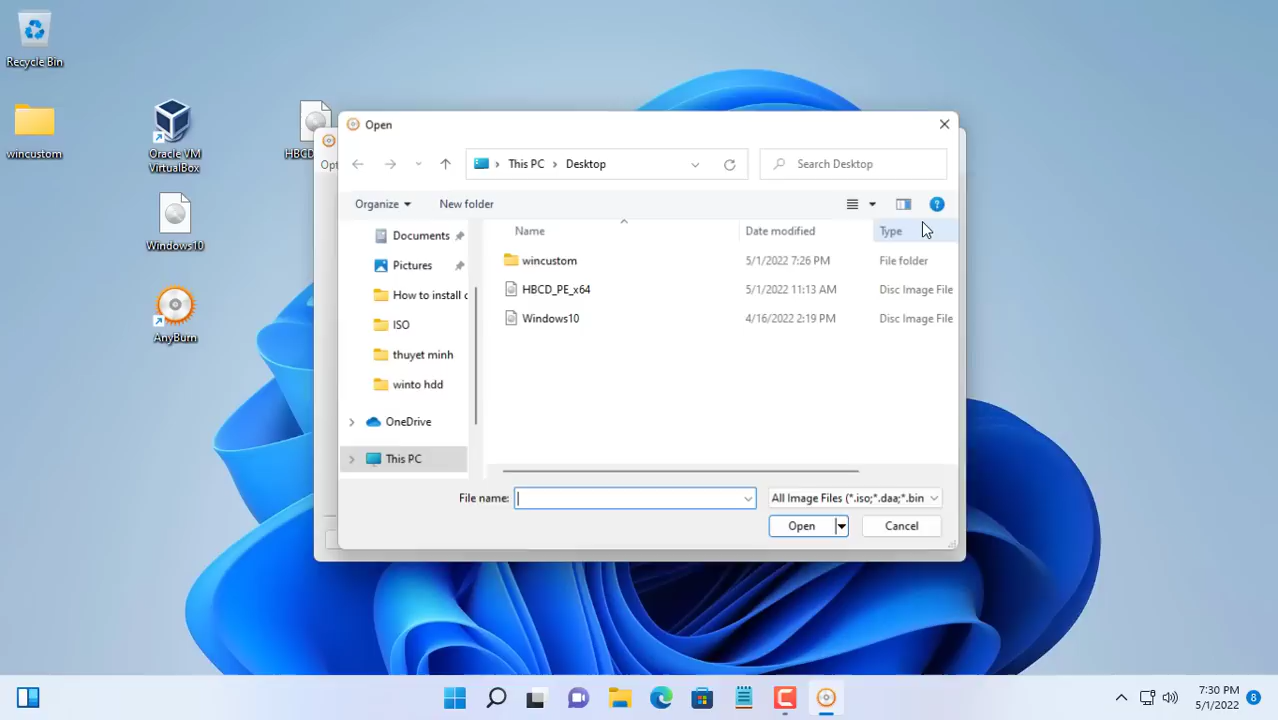 Recycle Bin
wincustom
Oracle VM
VirtualBox
Windows10
AnyBurn
Open
This PC
Desktop
Search Desktop
Organize
New folder
Documents
Pictures
How to install
ISO
thuyet minh
winto hdd
OneDrive
This PC
Name
Date modified
Type
wincustom
5/1/2022 7:26 PM
File folder
HBCD_PE_x64
5/1/2022 11:13 AM
Disc Image File
Windows10
4/16/2022 2:19 PM
Disc Image File
File name:
All Image Files (*.iso;*.daa;*.bin
Open
Cancel
7:30 PM
5/1/2022
8